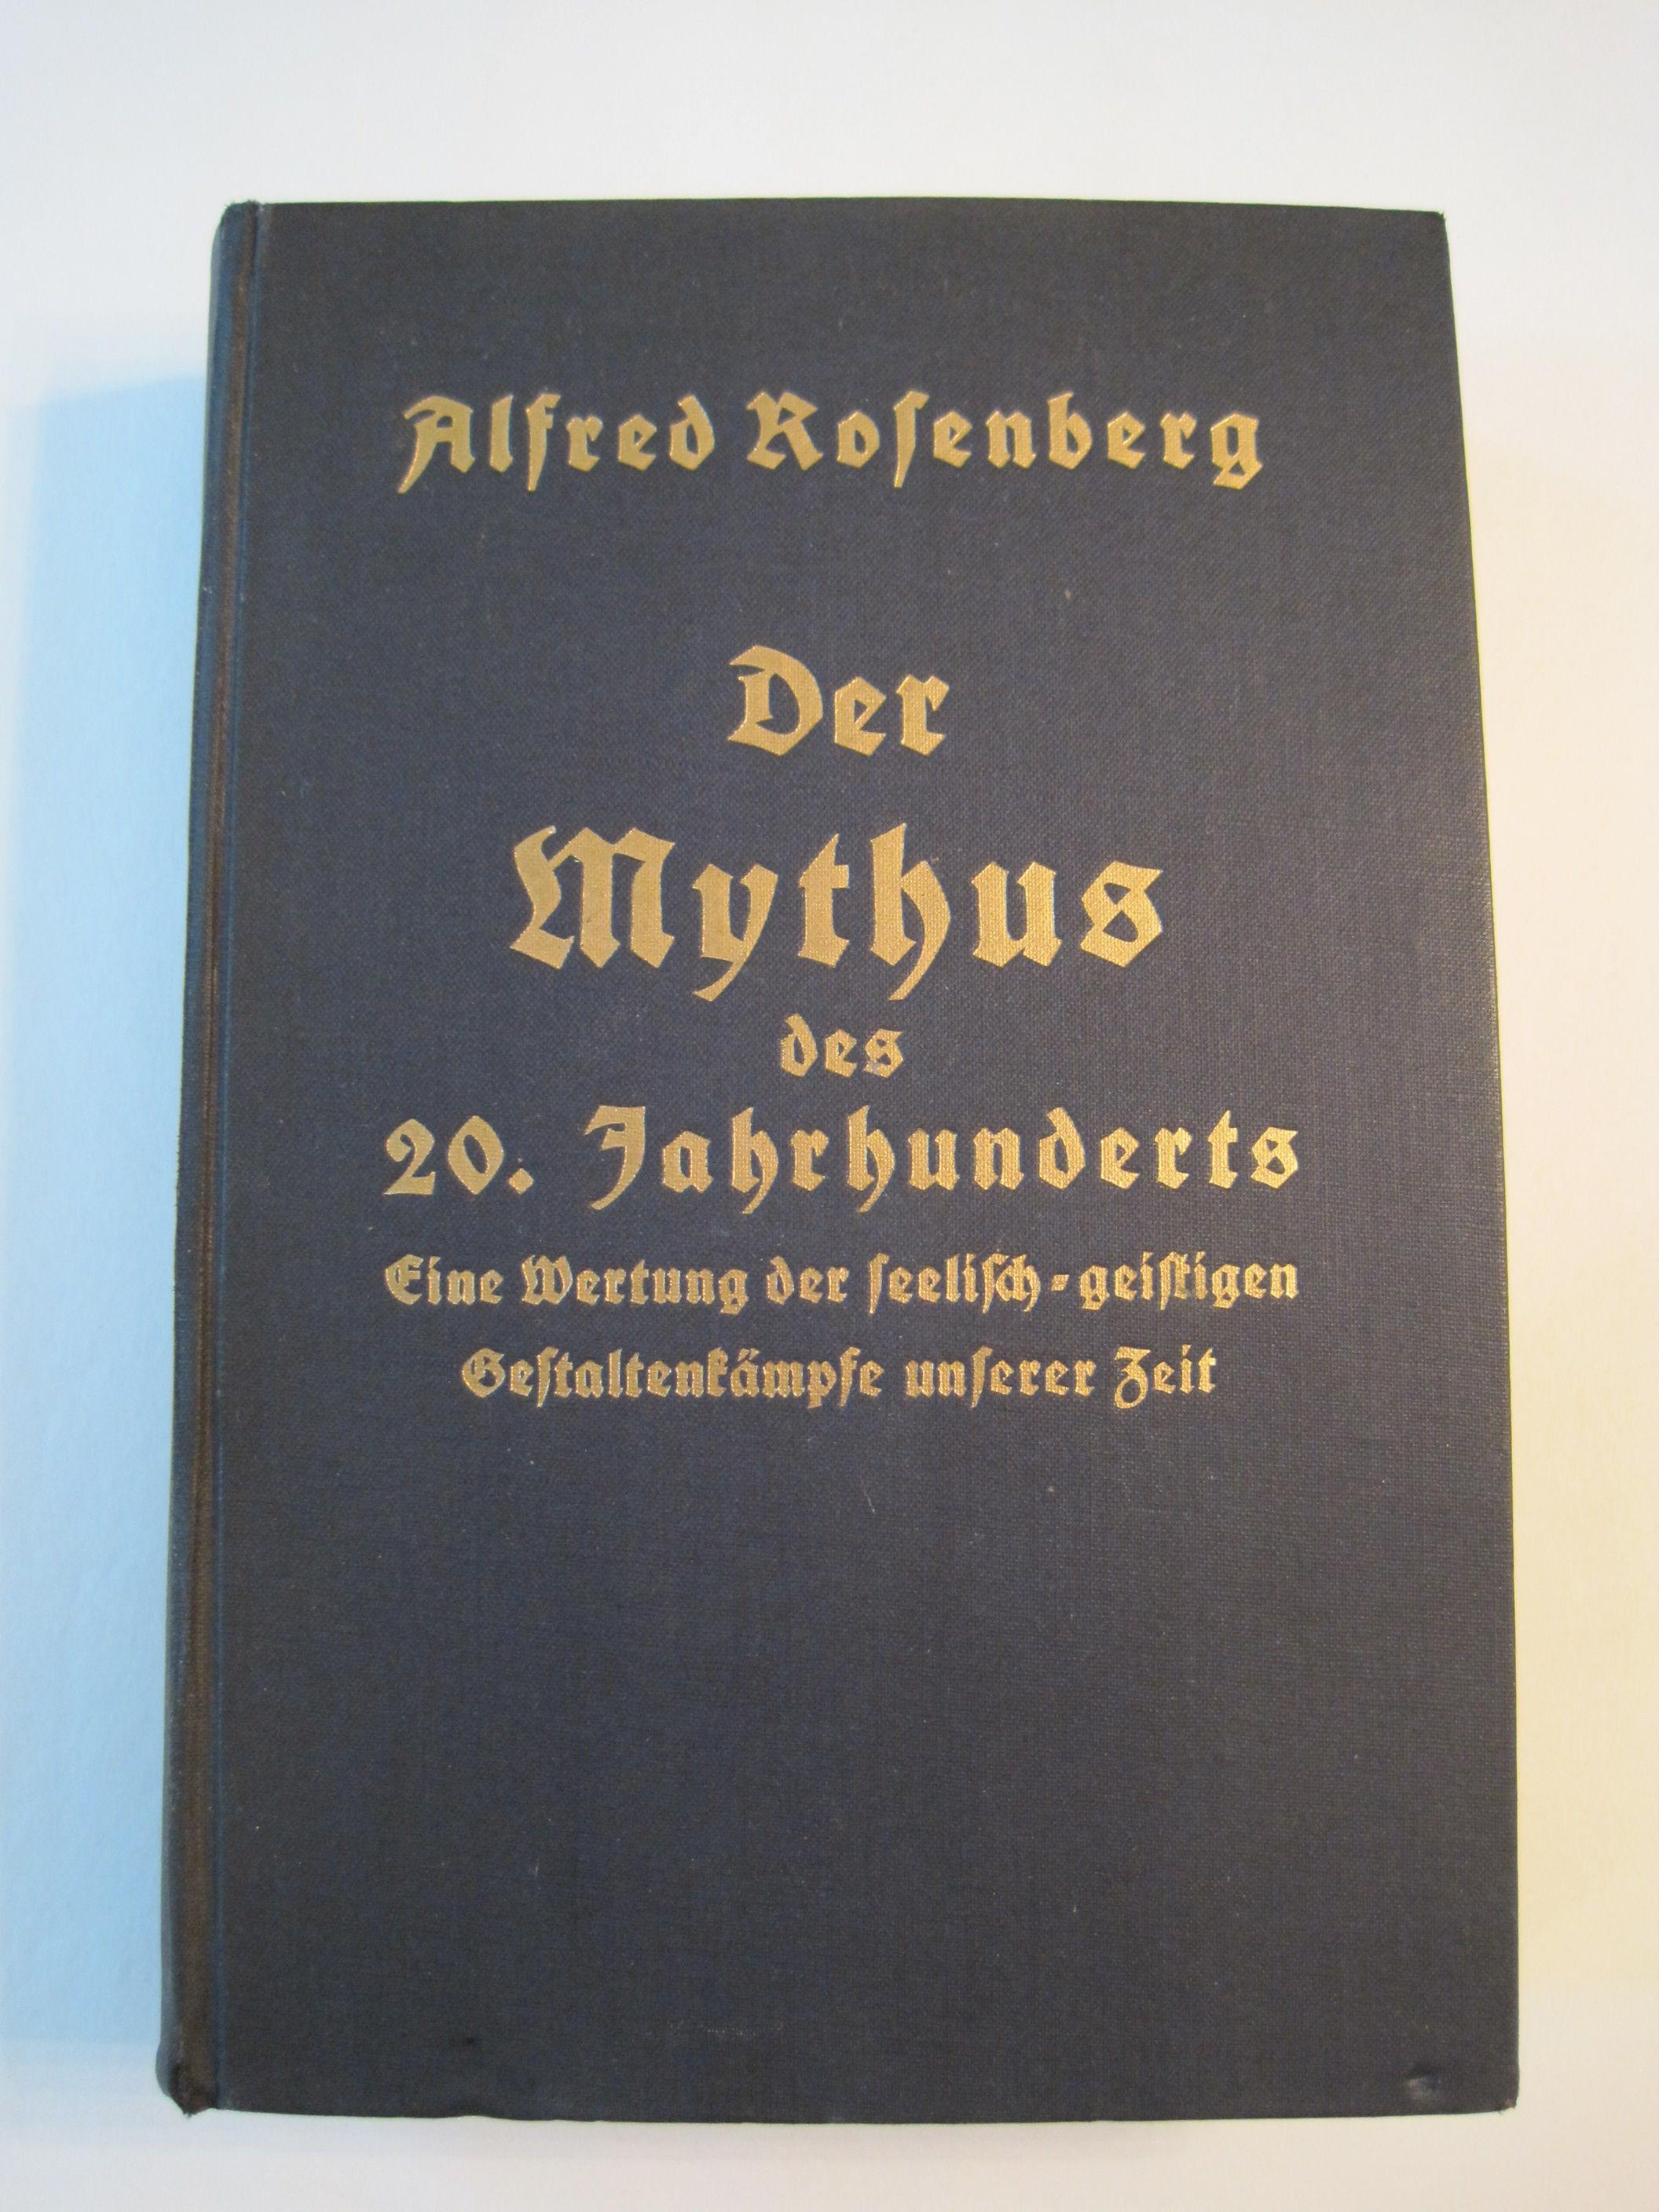 Alfred Rosenberg
Der
Mythus
des
20. Jahrhunderts
Eine Wertung der seelisch-geistigen
Gestaltenkämpfe unserer Zeit